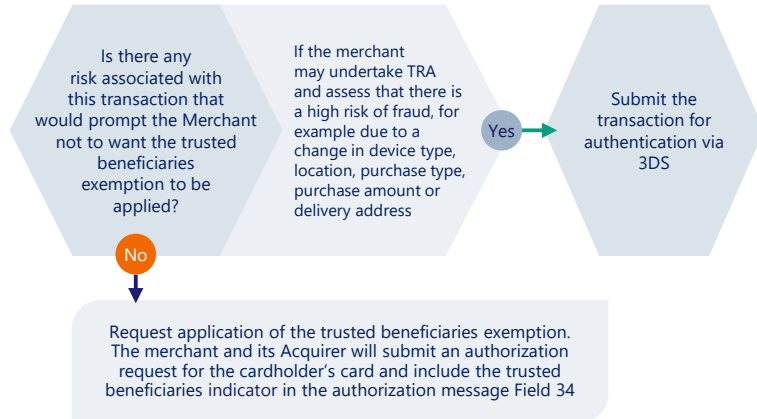 Is there any
risk associated with
this transaction that
would prompt the Merchant
not to want the trusted
beneficiaries
exemption to be
applied?
If the merchant
may undertake TRA
and assess that there is
a high risk of fraud, for
example due to a
change in device type,
location, purchase type,
purchase amount or
delivery address
Yes
Submit the
transaction for
authentication via
3DS
No
Request application of the trusted beneficiaries exemption.
The merchant and its Acquirer will submit an authorization
request for the cardholder's card and include the trusted
beneficiaries indicator in the authorization message Field 34